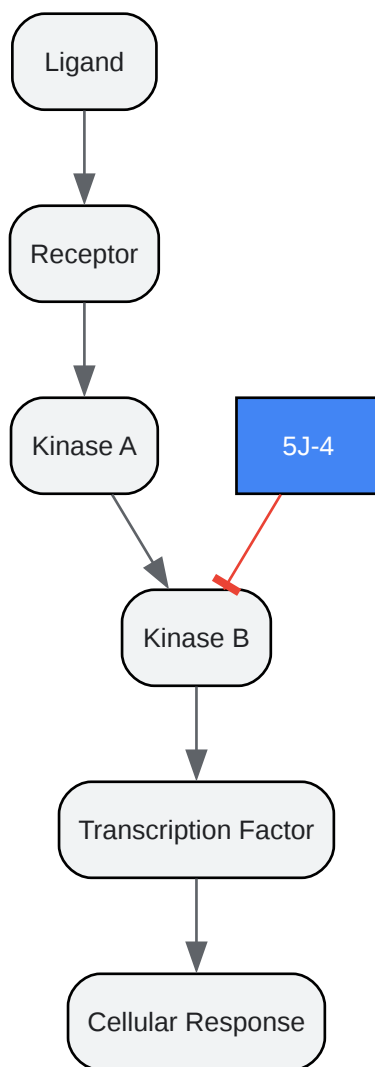 Ligand
Receptor
Kinase A
5J-4
Kinase B
Transcription Factor
Cellular Response